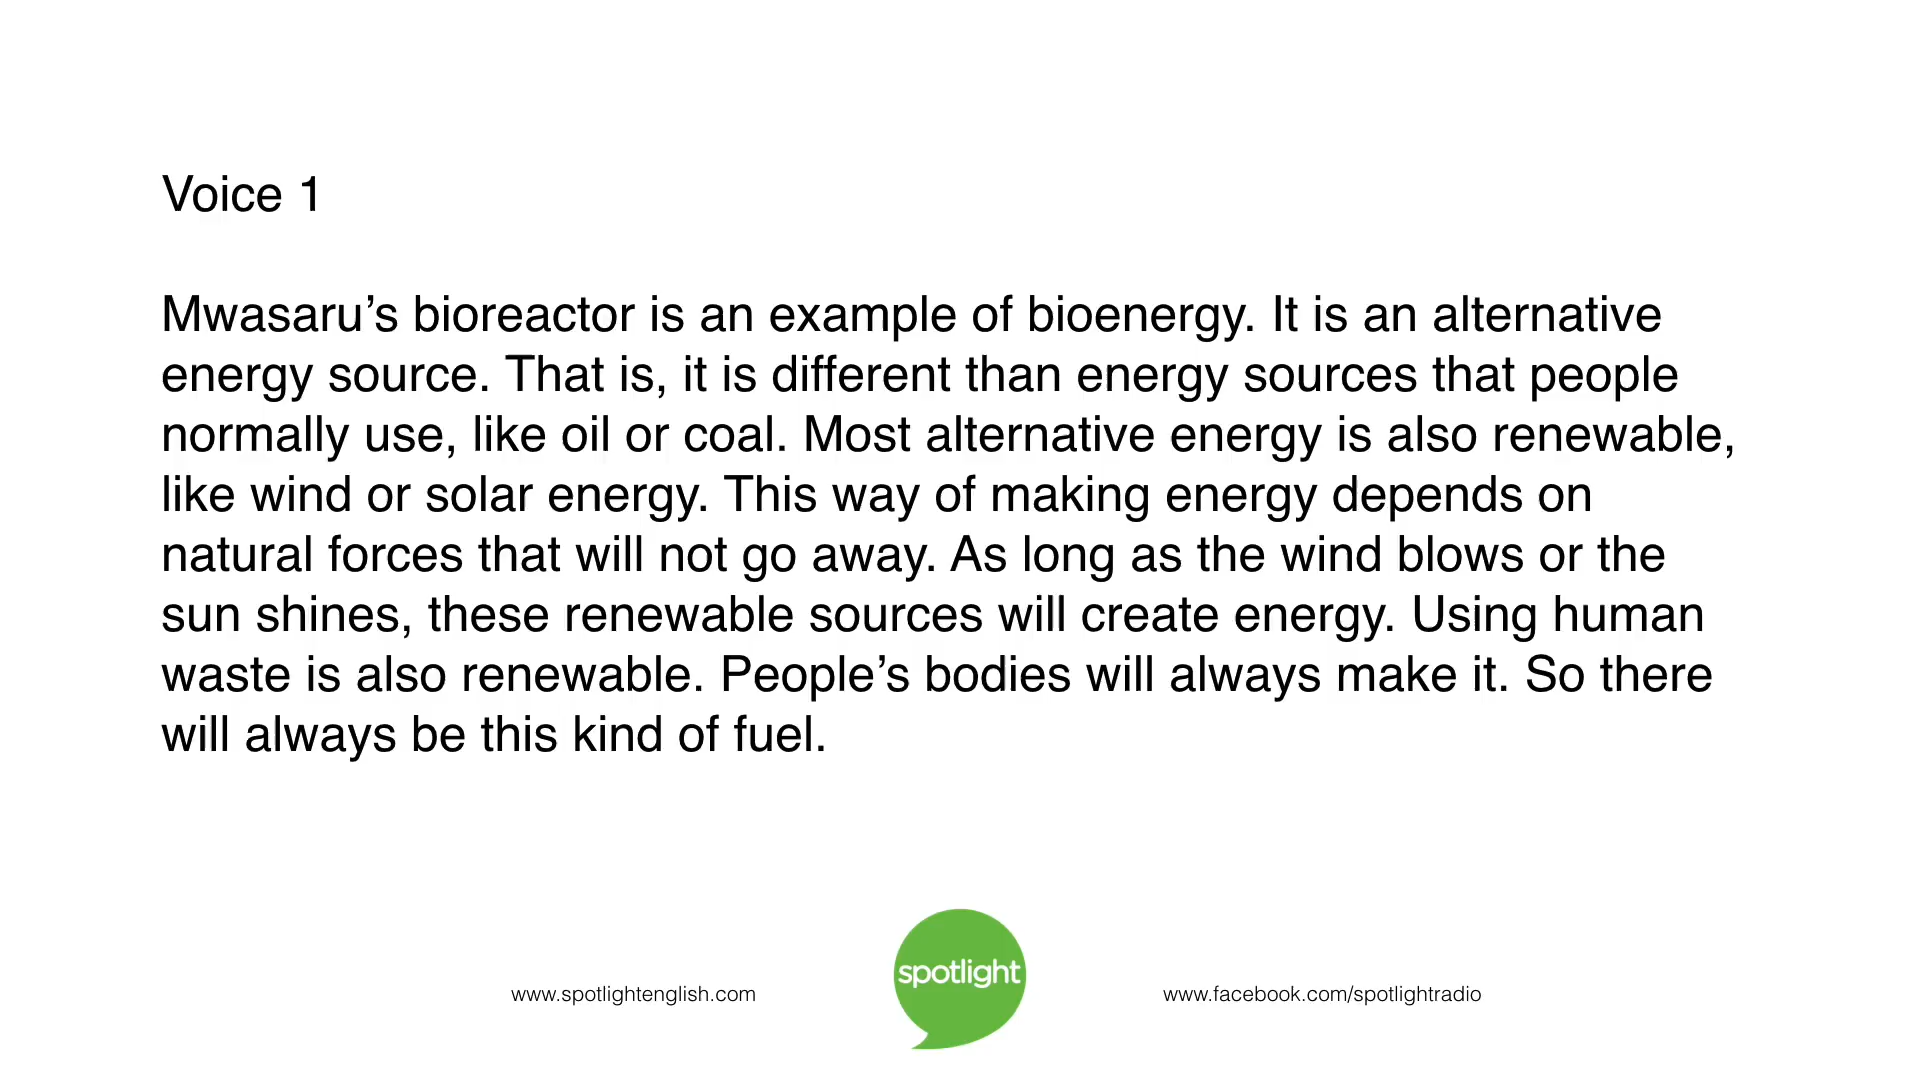 Voice 1
Mwasaru’s bioreactor is an example of bioenergy. It is an alternative
energy source. That is, it is different than energy sources that people
normally use, like oil or coal. Most alternative energy is also renewable,
like wind or solar energy. This way of making energy depends on
natural forces that will not go away. As long as the wind blows or the
sun shines, these renewable sources will create energy. Using human
waste is also renewable. People’s bodies will always make it. So there
will always be this kind of fuel.
www.spotlightenglish.com
spotlight
www.facebook.com/spotlightradio